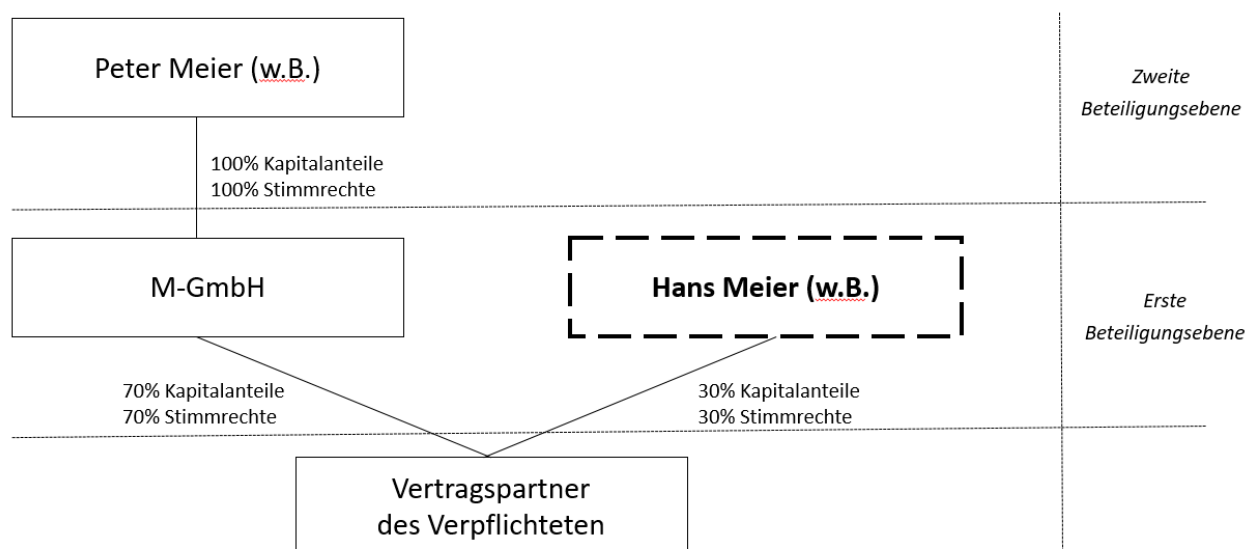 Peter Meier (w.B.)
Zweite
Beteiligungsebene
100% Kapitalanteile
100% Stimmrechte
M-GmbH
Hans Meier (w.B.)
Erste
Beteiligungsebene
70% Kapitalanteile
70% Stimmrechte
30% Kapitalanteile
30% Stimmrechte
Vertragspartner
des Verpflichteten